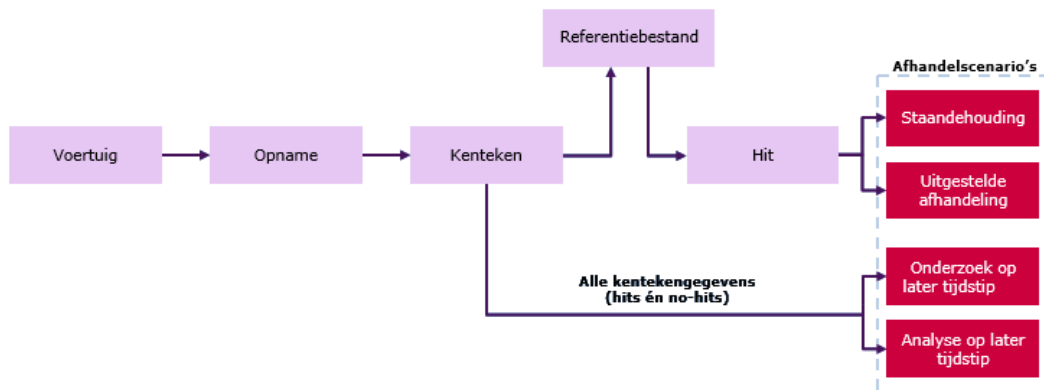 Referentiebestand
Afhandelscenario's
Staandehouding
Voertuig
Opname
Kenteken
Hit
Uitgestelde
afhandeling
Alle kentekengegevens
(hits én no-hits)
Onderzoek op
later tijdstip
Analyse op later
tijdstip